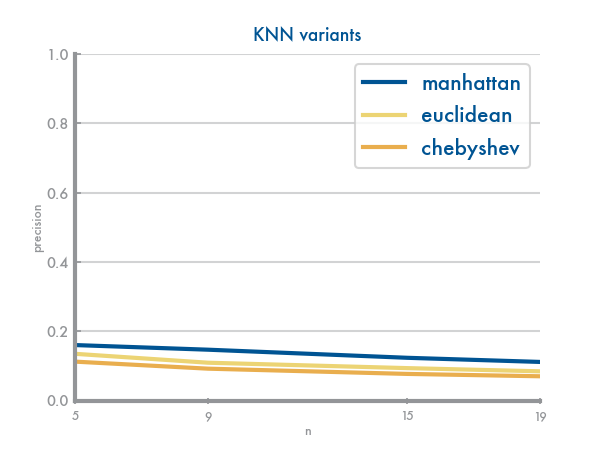 KNN variants
1.0
0.8
0.6
0.4
0.2
0.0
precision
manhattan
euclidean
chebyshev
5 9 15 19
n